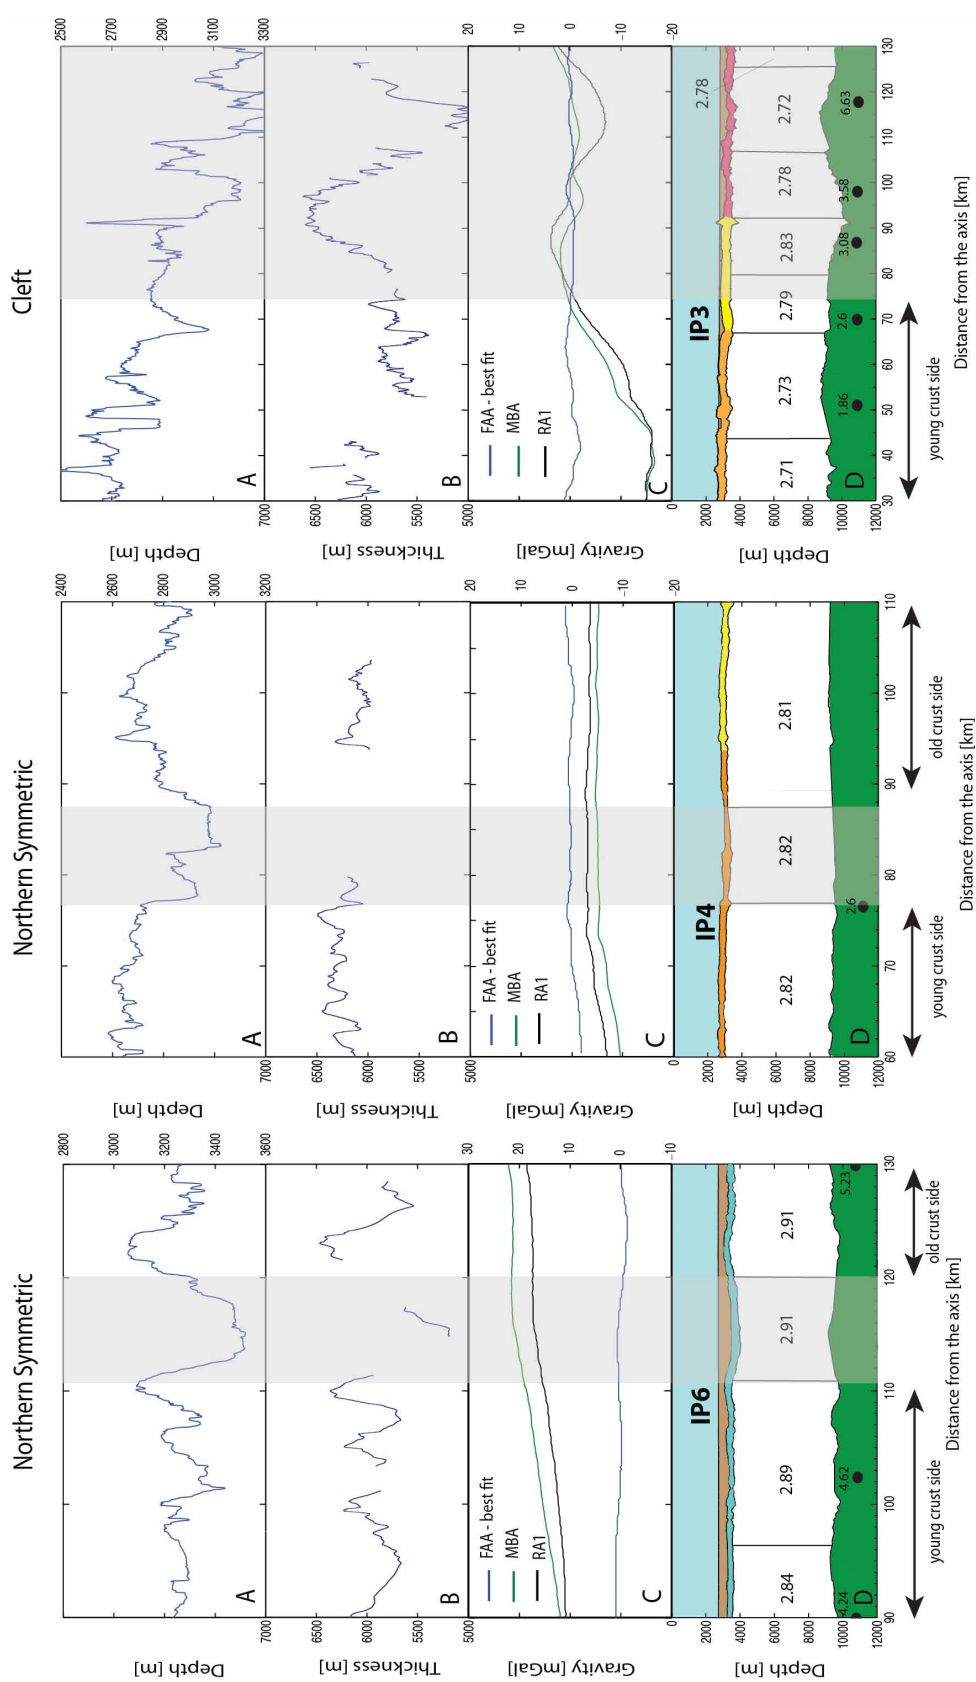 Northern Symmetric
2800
3000
3200
3400
3600
Depth [m]
A
7000
6500
6000
5500
5000
Thickness [m]
B
30
20
10
0
-10
Gravity [mGal]
FAA - best fit
MBA
RA1
C
IP6
2000
4000
6000
8000
10000
12000
Depth [m]
2.84
2.89
2.91
2.91
4.24
4.62
5.23
D
90
100
110
120
130
young crust side
old crust side
Distance from the axis [km]
Northern Symmetric
2400
2600
2800
3000
3200
Depth [m]
A
7000
6500
6000
5500
5000
Thickness [m]
B
20
10
0
-10
-20
Gravity [mGal]
FAA - best fit
MBA
RA1
C
IP4
2000
4000
6000
8000
10000
12000
Depth [m]
2.82
2.82
2.81
2.6
D
60
70
80
90
100
110
young crust side
old crust side
Distance from the axis [km]
Cleft
2500
2700
2900
3100
3300
Depth [m]
A
7000
6500
6000
5500
5000
Thickness [m]
B
20
10
0
-10
-20
Gravity [mGal]
FAA - best fit
MBA
RA1
C
IP3
2.78
0
2000
4000
6000
8000
10000
12000
Depth [m]
2.71
2.73
2.79
2.83
2.78
2.72
1.86
2.6
3.08
3.58
6.63
D
30
40
50
60
70
80
90
100
110
120
130
young crust side
Distance from the axis [km]